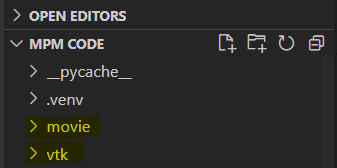 OPEN EDITORS
MPM CODE
__pycache__
.venv
movie
vtk